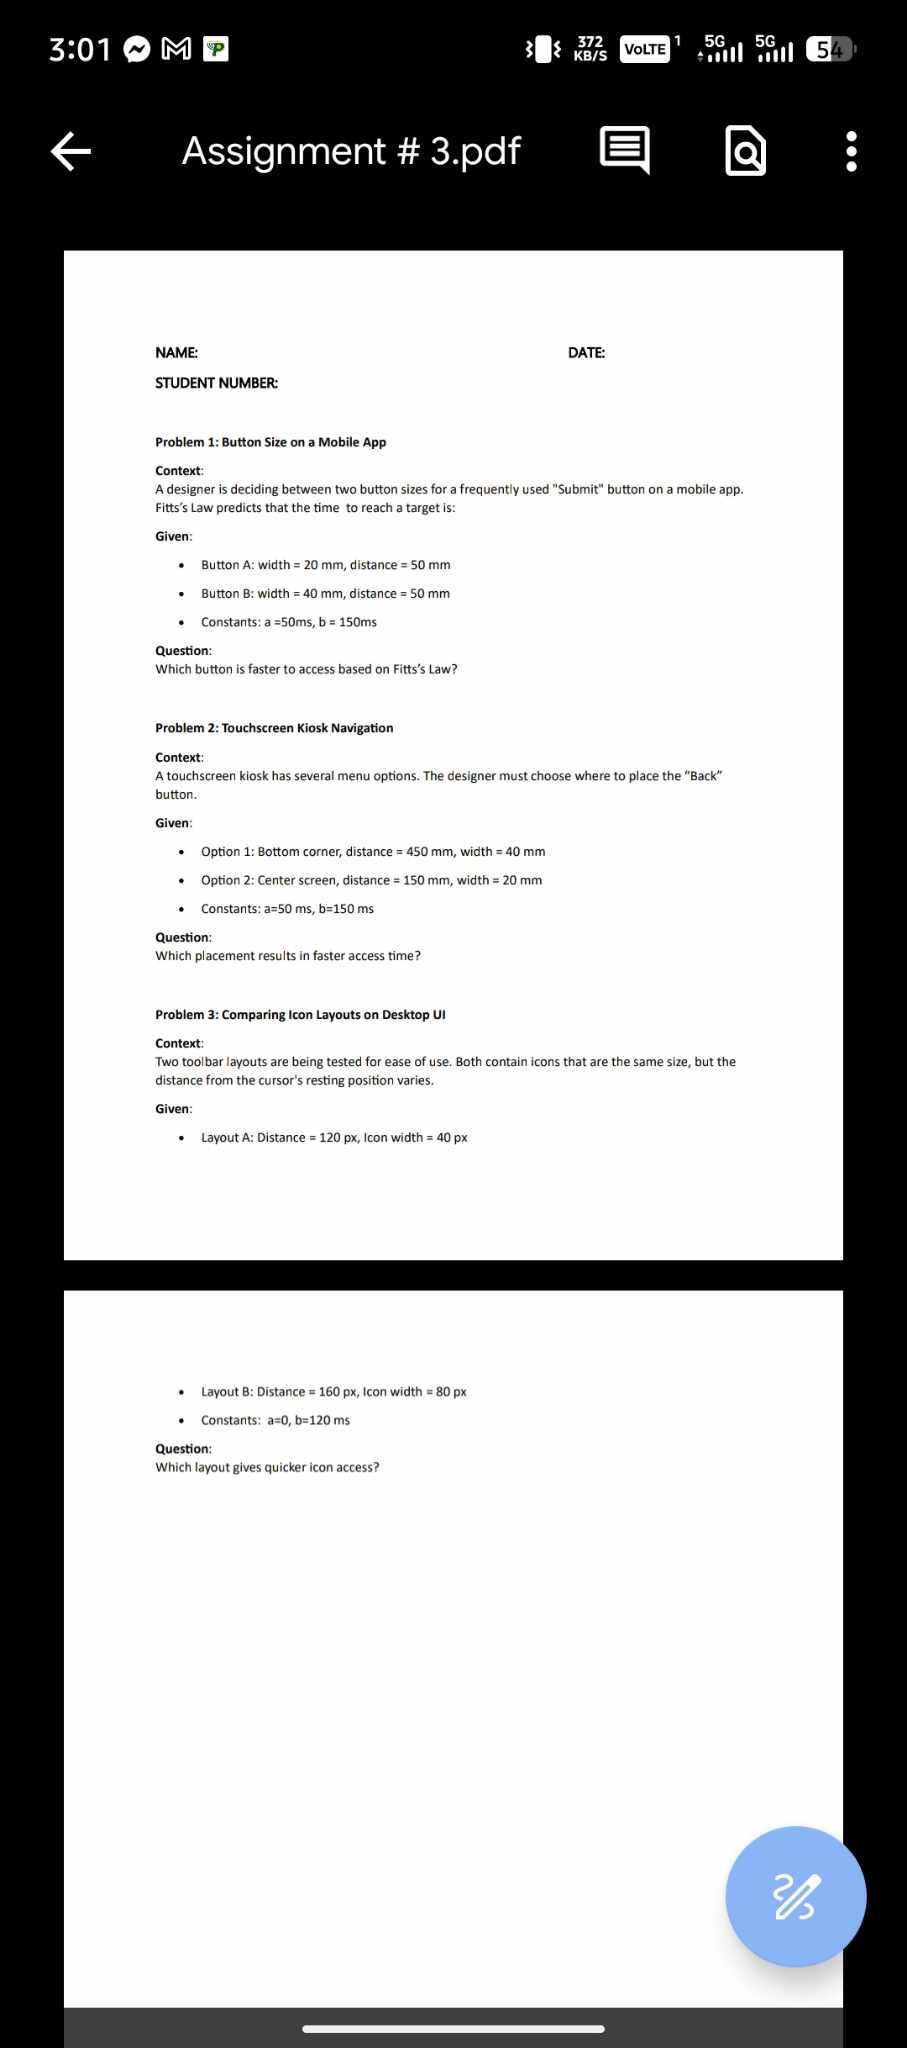 3:01
372
KB/S
VoLTE
1
5G
5G
54
Assignment # 3.pdf
NAME: DATE:
STUDENT NUMBER:
Problem 1: Button Size on a Mobile App
Context:
A designer is deciding between two button sizes for a frequently used "Submit" button on a mobile app.
Fitts's Law predicts that the time  to reach a target is:
Given:
• Button A: width = 20 mm, distance = 50 mm
• Button B: width = 40 mm, distance = 50 mm
• Constants: a =50ms, b = 150ms
Question:
Which button is faster to access based on Fitts's Law?
Problem 2: Touchscreen Kiosk Navigation
Context:
A touchscreen kiosk has several menu options. The designer must choose where to place the "Back"
button.
Given:
• Option 1: Bottom corner, distance = 450 mm, width = 40 mm
• Option 2: Center screen, distance = 150 mm, width = 20 mm
• Constants: a=50 ms, b=150 ms
Question:
Which placement results in faster access time?
Problem 3: Comparing Icon Layouts on Desktop UI
Context:
Two toolbar layouts are being tested for ease of use. Both contain icons that are the same size, but the
distance from the cursor's resting position varies.
Given:
• Layout A: Distance = 120 px, Icon width = 40 px
• Layout B: Distance = 160 px, Icon width = 80 px
• Constants:  a=0, b=120 ms
Question:
Which layout gives quicker icon access?